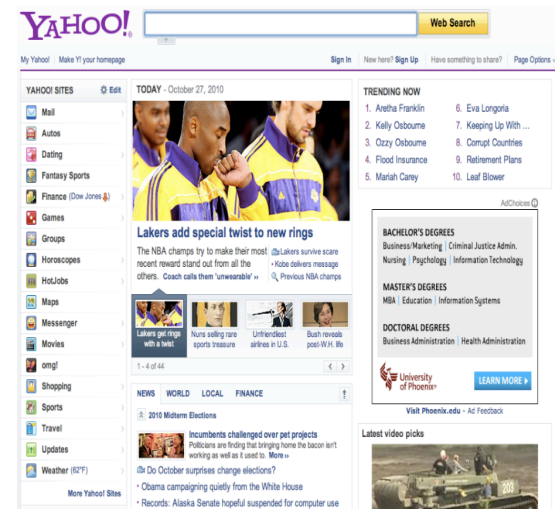 YAHOO!
Web Search
My Yahoo! Make Y! your homepage
Sign In New here? Sign Up Have something to share? Page Options
YAHOO! SITES Edit
Mail
Autos
Dating
Fantasy Sports
Finance (Dow Jones)
Games
Groups
Horoscopes
HotJobs
Maps
Messenger
Movies
omg!
Shopping
Sports
Travel
Updates
Weather (62°F)
More Yahoo! Sites
TODAY - October 27, 2010
Lakers add special twist to new rings
The NBA champs try to make their most
recent reward stand out from all the
others. Coach calls them 'unwearable' »
Lakers survive scare
• Kobe delivers message
Previous NBA champs
Lakers get rings
with a twist
Nuns selling rare
sports treasure
Unfriendliest
airlines in U.S.
Bush reveals
post-W.H. life
1 - 4 of 44
NEWS WORLD LOCAL FINANCE
2010 Midterm Elections
Incumbents challenged over pet projects
Politicians are finding that bringing home the bacon isn't
working as well as it used to. More »
Do October surprises change elections?
• Obama campaigning quietly from the White House
• Records: Alaska Senate hopeful suspended for computer use
TRENDING NOW
1. Aretha Franklin
2. Kelly Osbourne
3. Ozzy Osbourne
4. Flood Insurance
5. Mariah Carey
6. Eva Longoria
7. Keeping Up With ...
8. Corrupt Countries
9. Retirement Plans
10. Leaf Blower
AdChoices
BACHELOR'S DEGREES
Business/Marketing | Criminal Justice Admin.
Nursing | Psychology | Information Technology
MASTER'S DEGREES
MBA | Education | Information Systems
DOCTORAL DEGREES
Business Administration | Health Administration
University
of Phoenix
LEARN MORE
Visit Phoenix.edu - Ad Feedback
Latest video picks
203